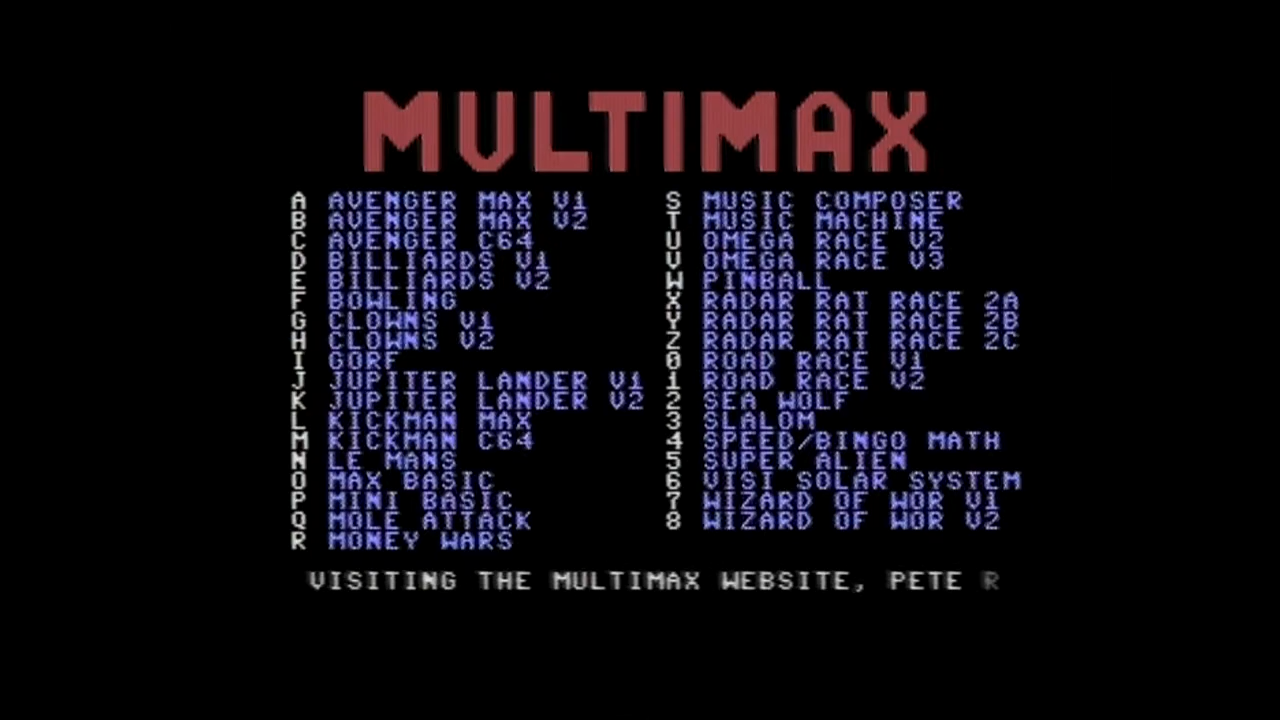 MULTIMAX
A AVENGER MAX V1
B AVENGER MAX V2
C AVENGER C64
D BILLIARDS V1
E BILLIARDS V2
F BOWLING
G CLOWNS V1
H CLOWNS V2
I GORF
J JUPITER LANDER V1
K JUPITER LANDER V2
L KICKMAN MAX
M KICKMAN C64
N LE MANS
O MAX BASIC
P MINI BASIC
Q MOLE ATTACK
R MONEY WARS
S MUSIC COMPOSER
T MUSIC MACHINE
U OMEGA RACE V2
V OMEGA RACE V3
W PINBALL
X RADAR RAT RACE 2A
Y RADAR RAT RACE 2B
Z RADAR RAT RACE 2C
0 ROAD RACE V1
1 ROAD RACE V2
2 SEA WOLF
3 SLALOM
4 SPEED/BINGO MATH
5 SUPER ALIEN
6 VISI SOLAR SYSTEM
7 WIZARD OF WOR V1
8 WIZARD OF WOR V2
VISITING THE MULTIMAX WEBSITE, PETE R